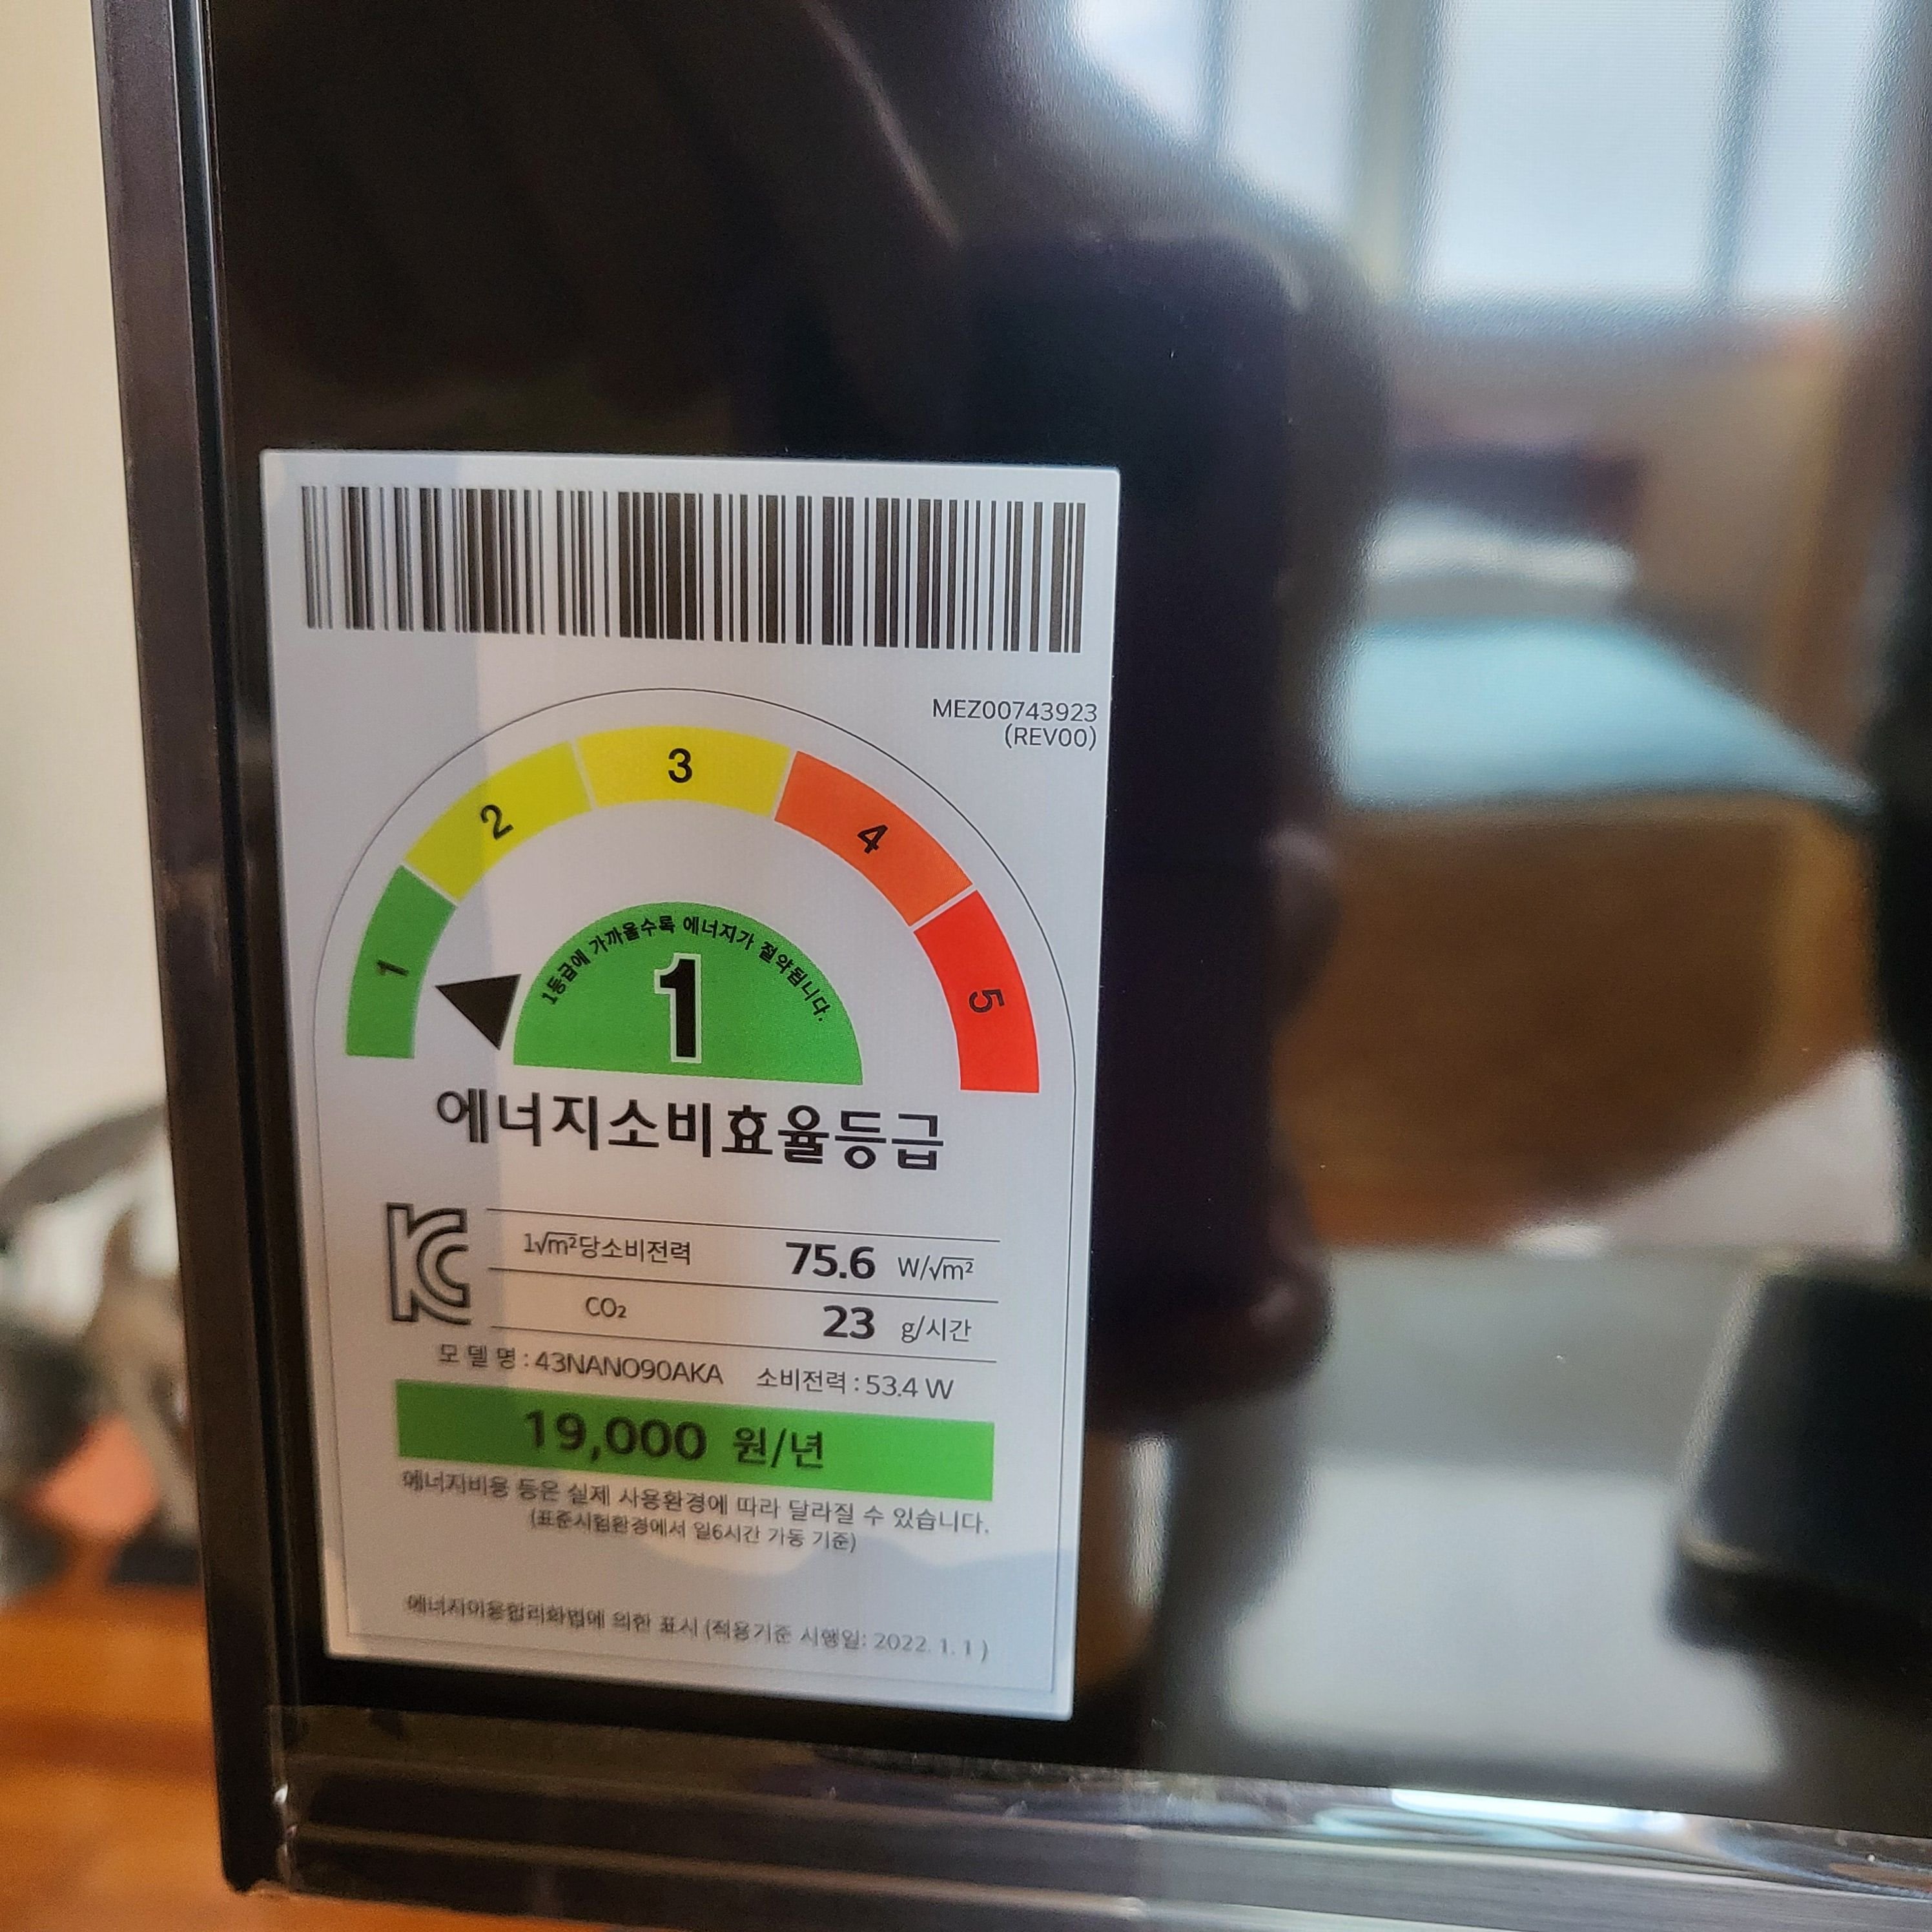 MEZ00743923
(REV00)
1 2 3 4 5
1등급에 가까울수록 에너지가 절약됩니다.
1
에너지소비효율등급
1√m²당소비전력 75.6 W/√m²
CO₂ 23 g/시간
모델명 : 43NANO90AKA 소비전력 : 53.4 W
19,000 원/년
에너지비용 등은 실제 사용환경에 따라 달라질 수 있습니다.
(표준시험환경에서 일6시간 가동 기준)
에너지이용합리화법에 의한 표시 (적용기준 시행일: 2022. 1. 1 )